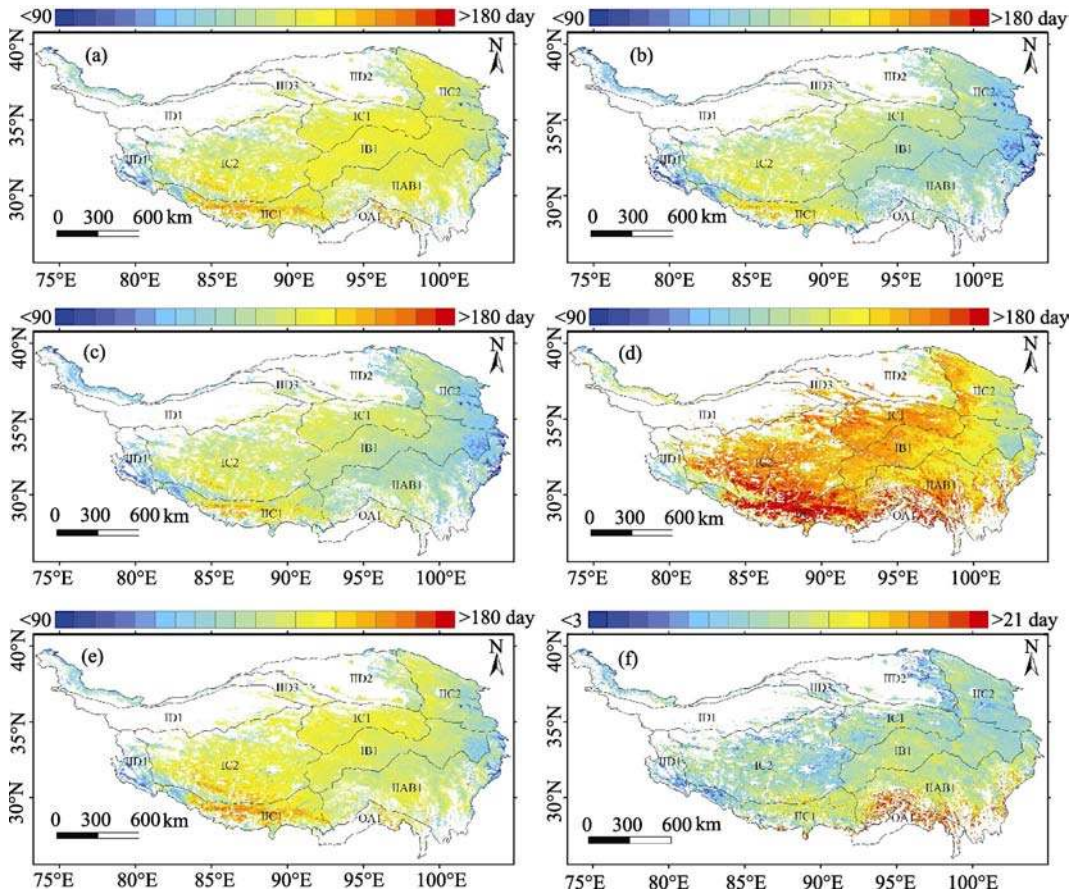 <90 >180 day
(a)
N
IID2
IID3
IIC2
ID1
IC1
IIID1
IC2
IB1
IIAB1
IIC1
OA1
0 300 600 km
40°N
35°N
30°N
75°E 80°E 85°E 90°E 95°E 100°E
<90 >180 day
(b)
N
IID2
IID3
IIC2
ID1
IC1
IIID1
IC2
IB1
IIAB1
IIC1
OA1
0 300 600 km
40°N
35°N
30°N
75°E 80°E 85°E 90°E 95°E 100°E
<90 >180 day
(c)
N
IID2
IID3
IIC2
ID1
IC1
IIID1
IC2
IB1
IIAB1
IIC1
OA1
0 300 600 km
40°N
35°N
30°N
75°E 80°E 85°E 90°E 95°E 100°E
<90 >180 day
(d)
N
IID2
IID3
IIC2
ID1
IC1
IIID1
IB1
IIAB1
OA1
0 300 600 km
40°N
35°N
30°N
75°E 80°E 85°E 90°E 95°E 100°E
<90 >180 day
(e)
N
IID2
IID3
IIC2
ID1
IC1
IIID1
IC2
IB1
IIAB1
IIC1
OA1
0 300 600 km
40°N
35°N
30°N
75°E 80°E 85°E 90°E 95°E 100°E
<3 >21 day
(f)
N
IID2
IID3
IIC2
ID1
IC1
IIID1
IC2
IB1
IIAB1
IIC1
OA1
0 300 600 km
40°N
35°N
30°N
75°E 80°E 85°E 90°E 95°E 100°E